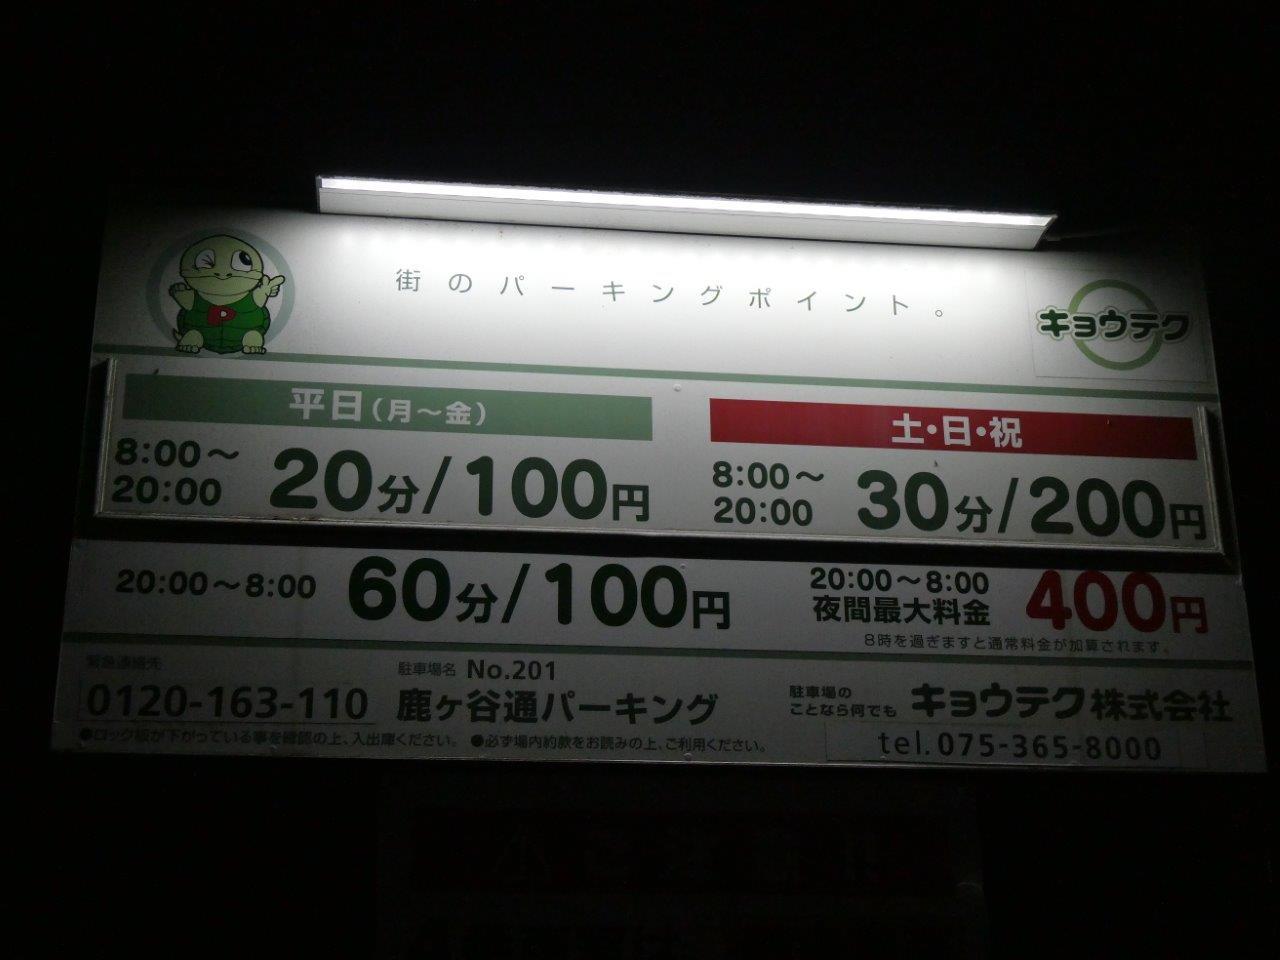 街のパーキングポイント。
キョウテク
P
平日(月～金)
8:00～20:00
20分/100円
土・日・祝
8:00～20:00
30分/200円
20:00～8:00
60分/100円
20:00～8:00
夜間最大料金
400円
8時を過ぎますと通常料金が加算されます。
緊急連絡先
0120-163-110
駐車場名 No.201
鹿ヶ谷通パーキング
駐車場の
ことなら何でも
キョウテク株式会社
tel.075-365-8000
●ロック板が下がっている事を確認の上、入出庫ください。 ●必ず場内約款をお読みの上、ご利用ください。